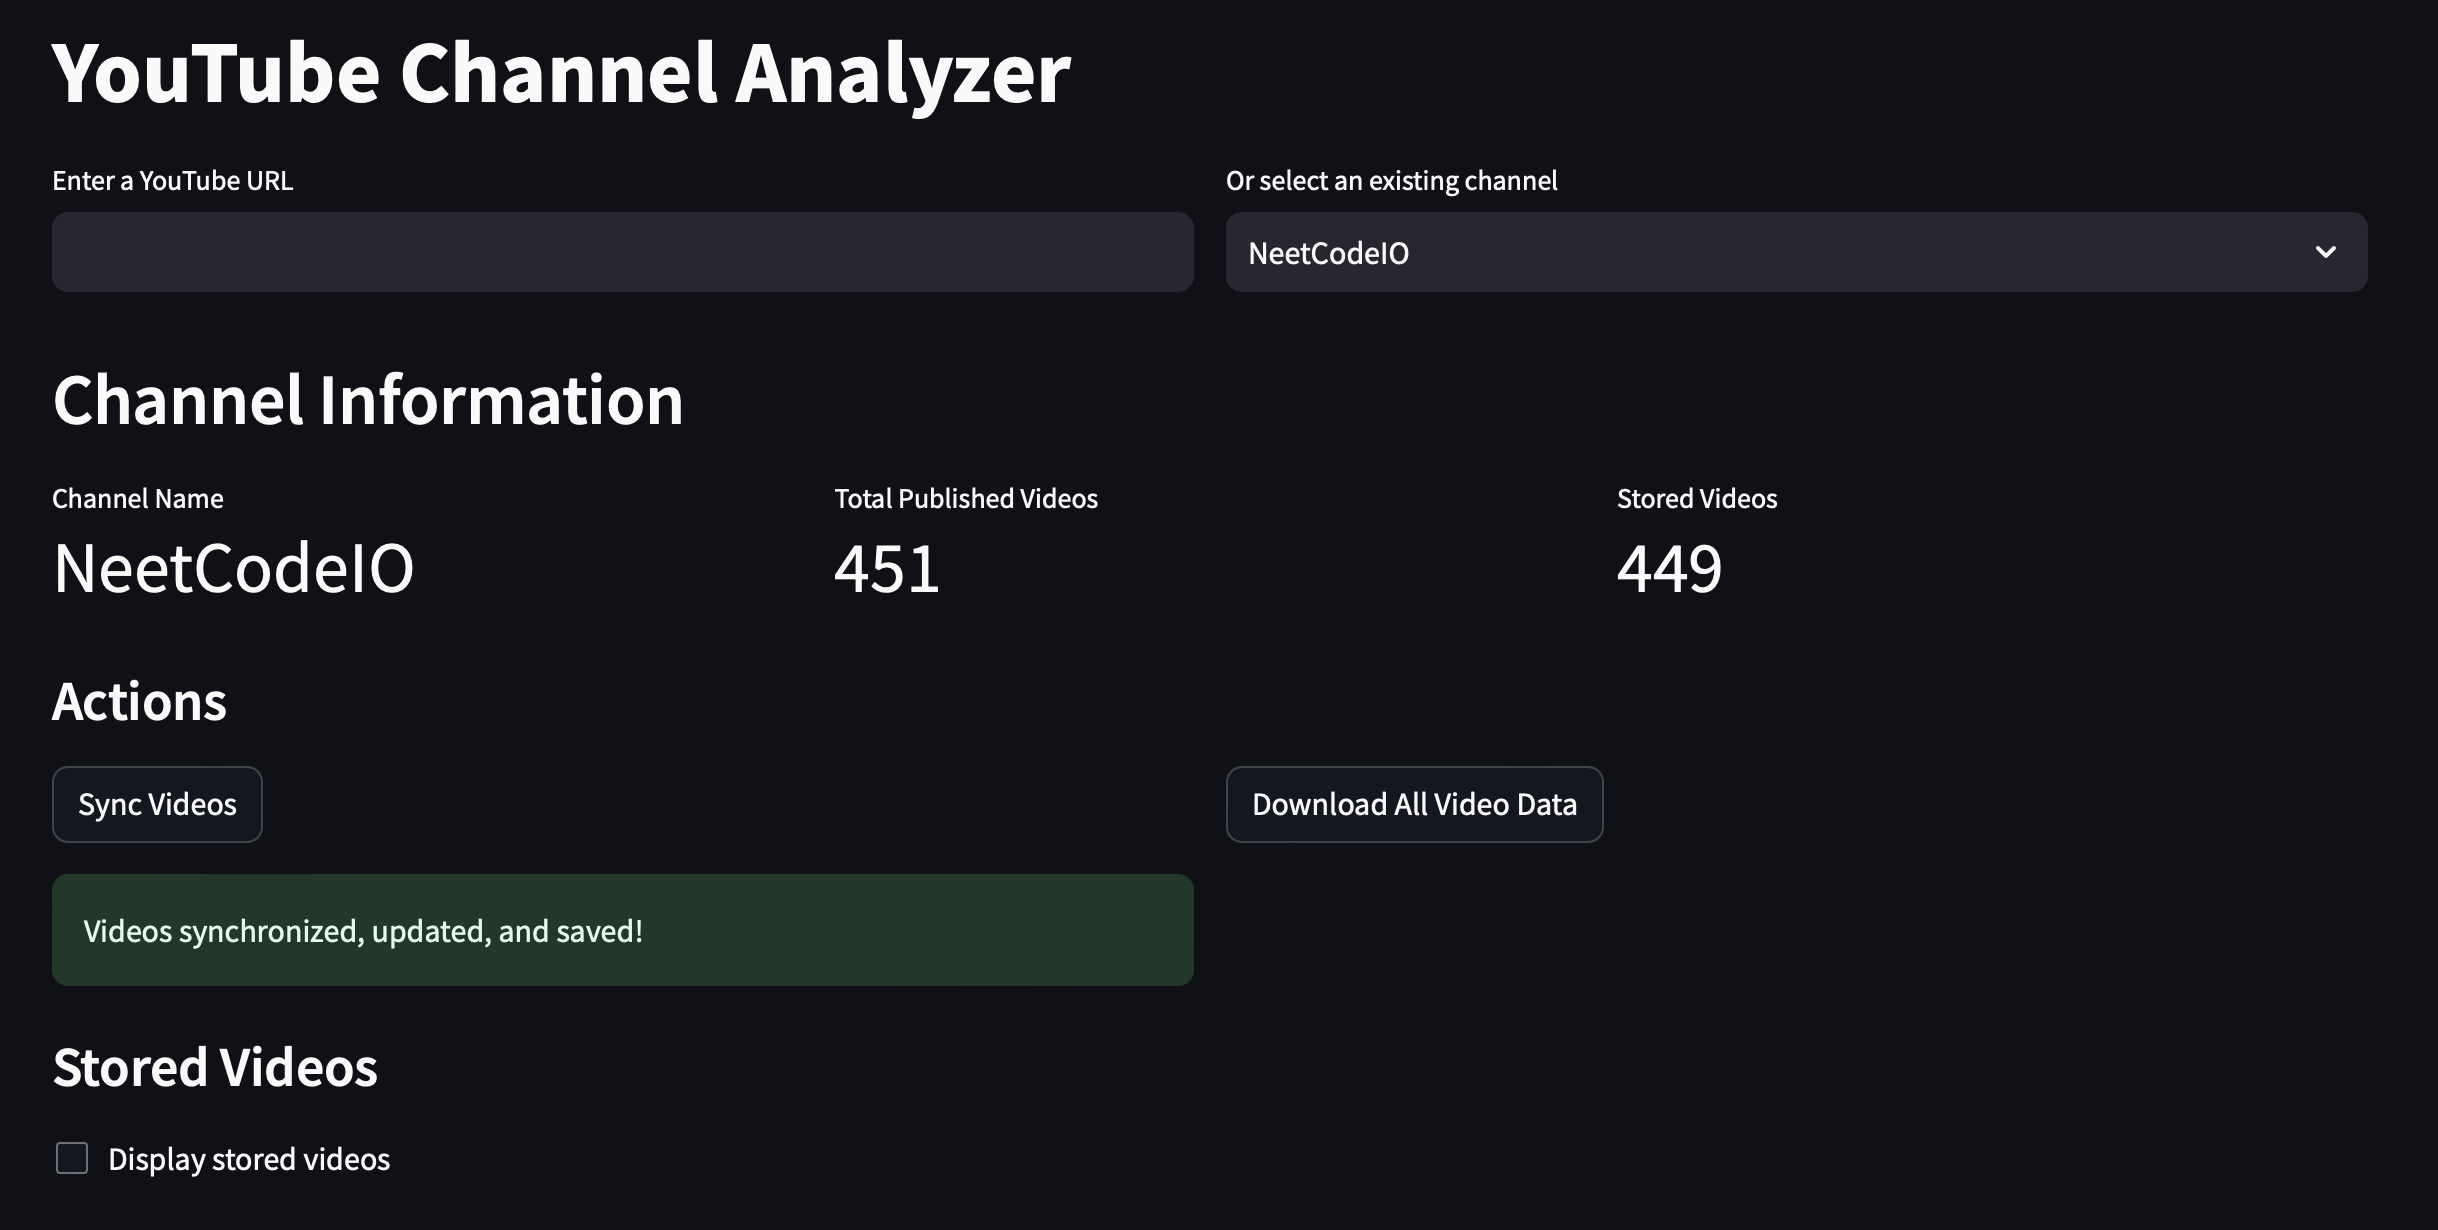 YouTube Channel Analyzer
Enter a YouTube URL
Or select an existing channel
NeetCodeIO
Channel Information
Channel Name
Total Published Videos
Stored Videos
NeetCodeIO
451
449
Actions
Sync Videos
Download All Video Data
Videos synchronized, updated, and saved!
Stored Videos
Display stored videos